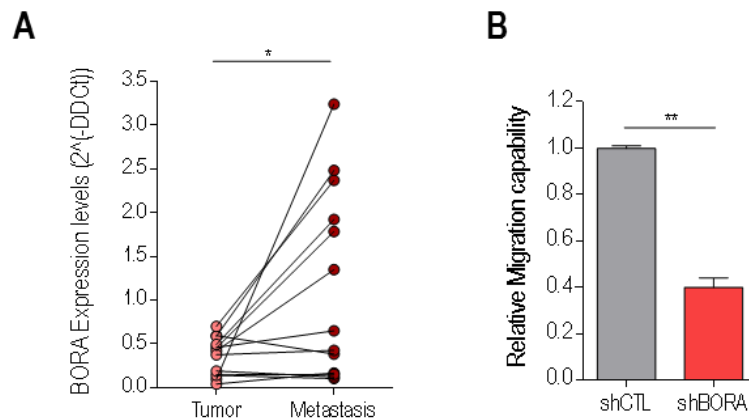 A
*
BORA Expression levels (2^(-DDCt))
3.5
3.0
2.5
2.0
1.5
1.0
0.5
0.0
Tumor Metastasis
B
**
Relative Migration capability
1.2
1.0
0.8
0.6
0.4
0.2
0.0
shCTL shBORA